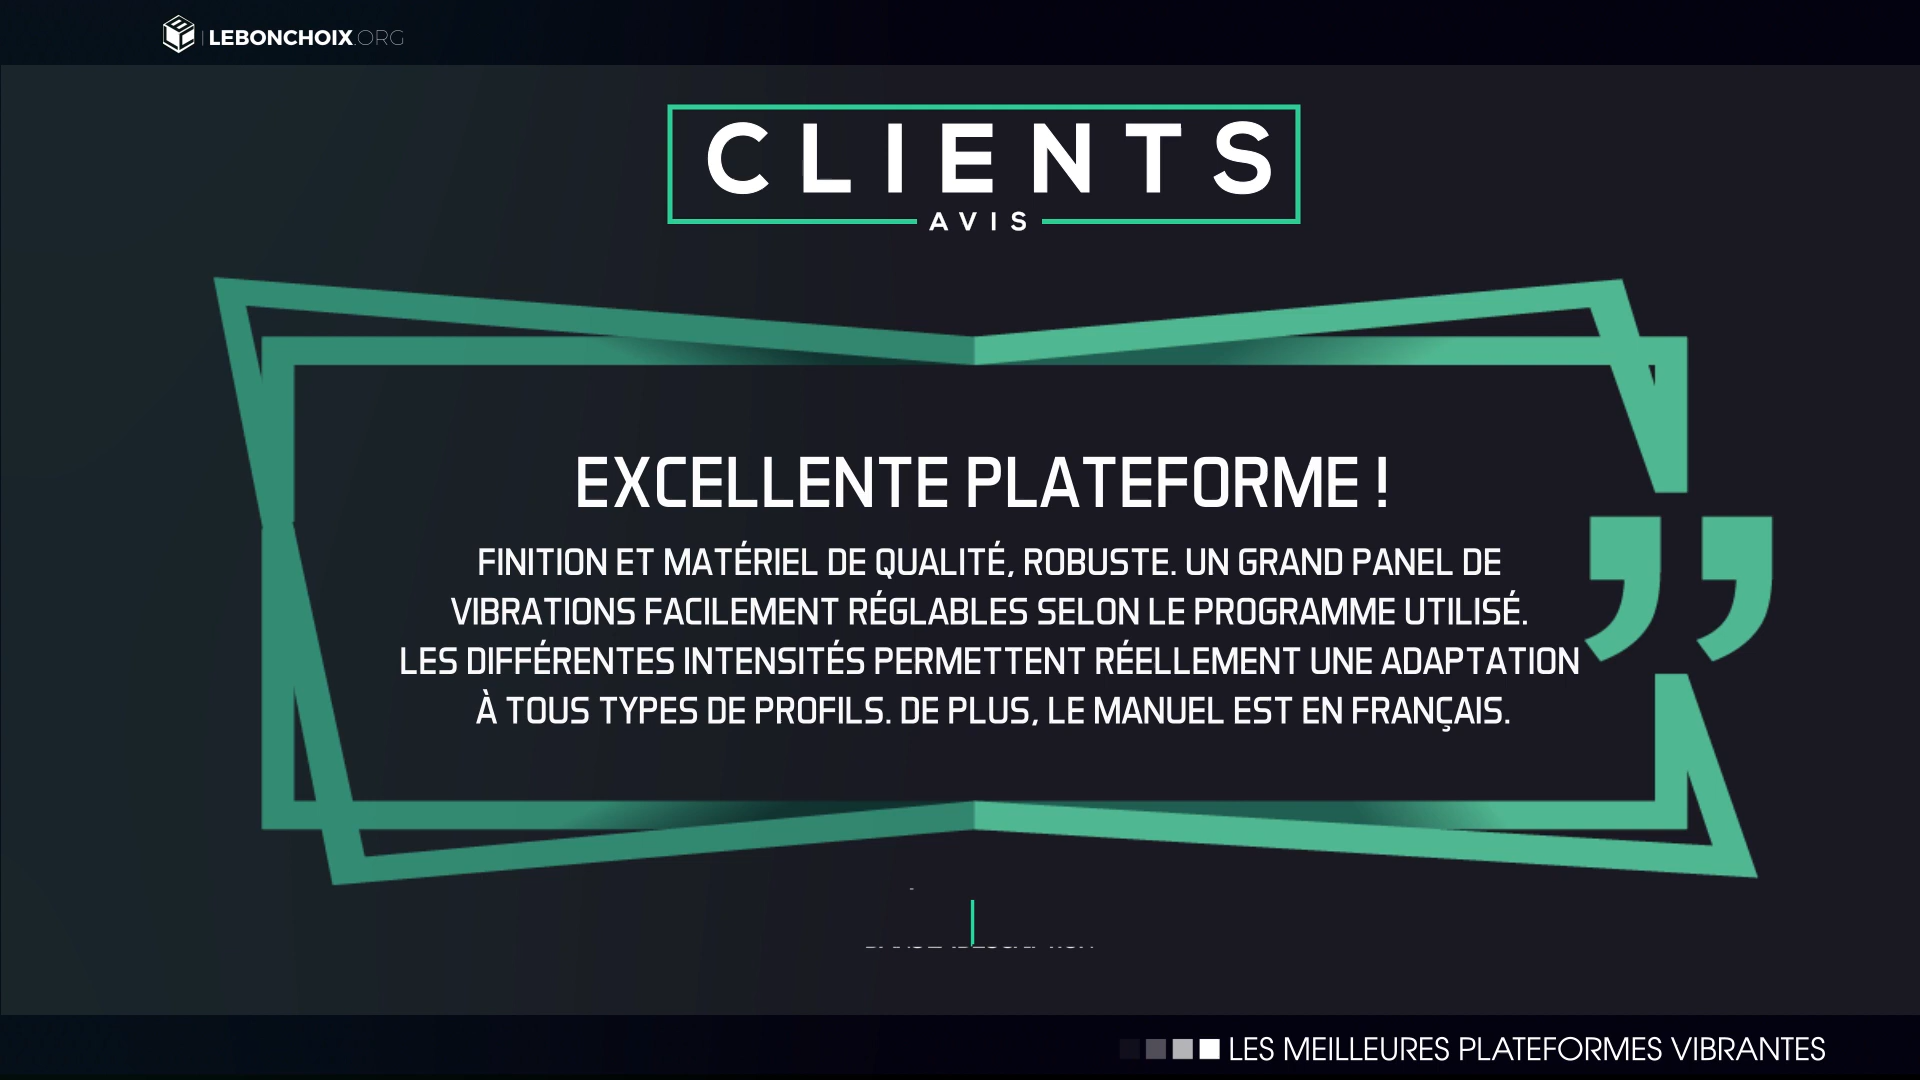 LEBONCHOIX.ORG
CLIENTS
AVIS
EXCELLENTE PLATEFORME !
FINITION ET MATÉRIEL DE QUALITÉ, ROBUSTE. UN GRAND PANEL DE
VIBRATIONS FACILEMENT RÉGLABLES SELON LE PROGRAMME UTILISÉ.
LES DIFFÉRENTES INTENSITÉS PERMETTENT RÉELLEMENT UNE ADAPTATION
À TOUS TYPES DE PROFILS. DE PLUS, LE MANUEL EST EN FRANÇAIS.
”
LES MEILLEURES PLATEFORMES VIBRANTES